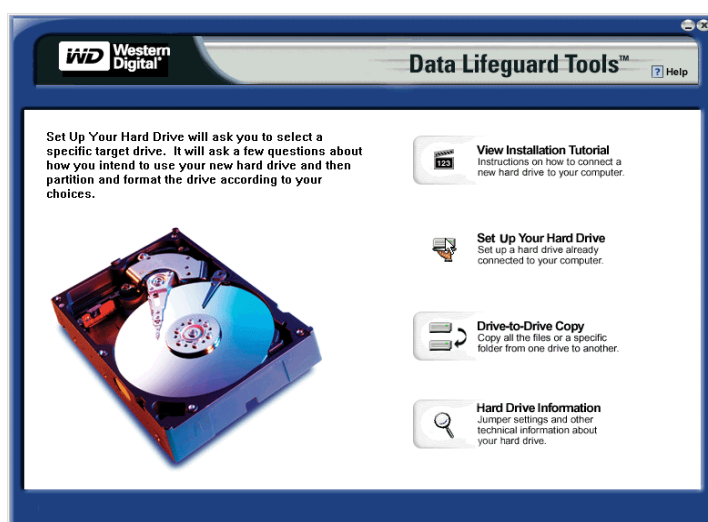 WD Western
Digital®
Data Lifeguard Tools™
? Help
Set Up Your Hard Drive will ask you to select a
specific target drive. It will ask a few questions about
how you intend to use your new hard drive and then
partition and format the drive according to your
choices.
123
View Installation Tutorial
Instructions on how to connect a
new hard drive to your computer.
Set Up Your Hard Drive
Set up a hard drive already
connected to your computer.
Drive-to-Drive Copy
Copy all the files or a specific
folder from one drive to another.
Hard Drive Information
Jumper settings and other
technical information about
your hard drive.